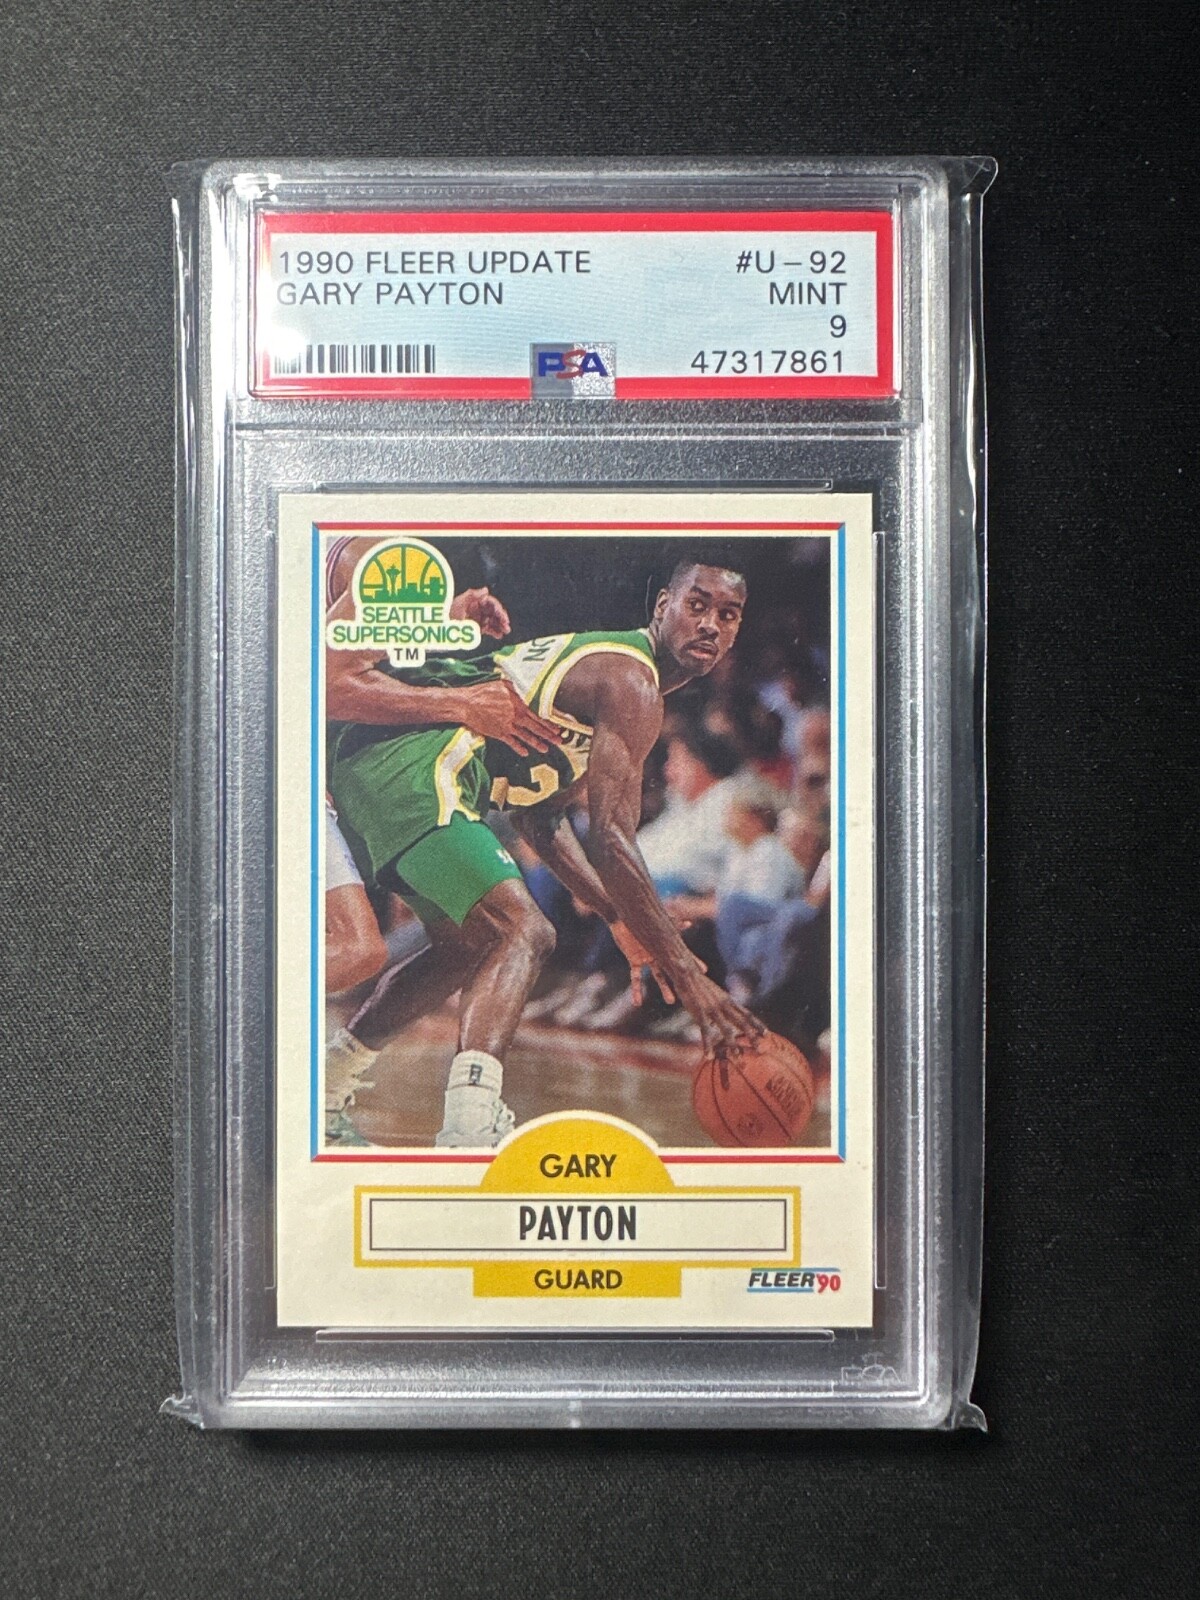 1990 FLEER UPDATE #U-92
GARY PAYTON MINT
9
PSA 47317861
SEATTLE
SUPERSONICS
TM
GARY
PAYTON
GUARD
FLEER '90